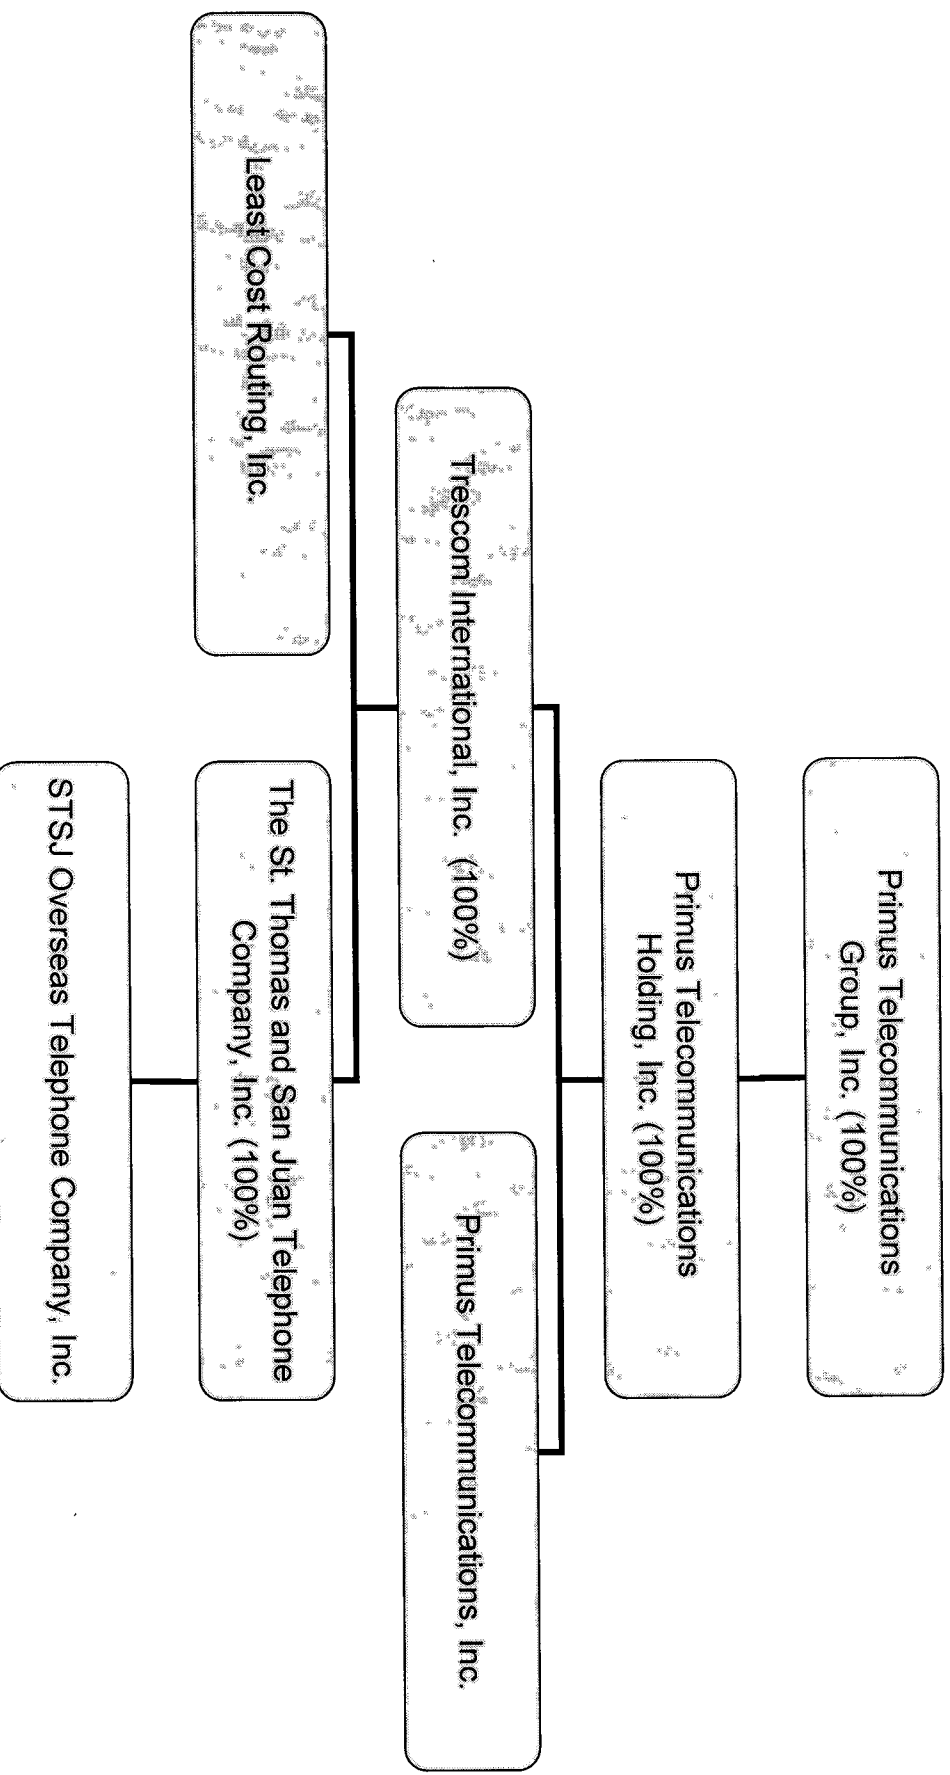 Primus Telecommunications
Group, Inc. (100%)
Primus Telecommunications
Holding, Inc. (100%)
Trescom International, Inc. (100%)
Primus Telecommunications, Inc.
Least Cost Routing, Inc.
The St. Thomas and San Juan Telephone
Company, Inc. (100%)
STSJ Overseas Telephone Company, Inc.